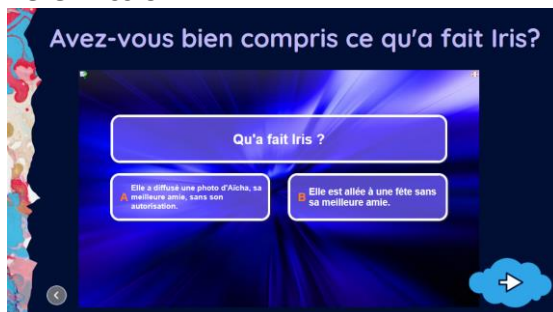 Avez-vous bien compris ce qu'a fait Iris?
Qu'a fait Iris ?
A
Elle a diffusé une photo d'Aïcha, sa
meilleure amie, sans son
autorisation.
B
Elle est allée à une fête sans
sa meilleure amie.